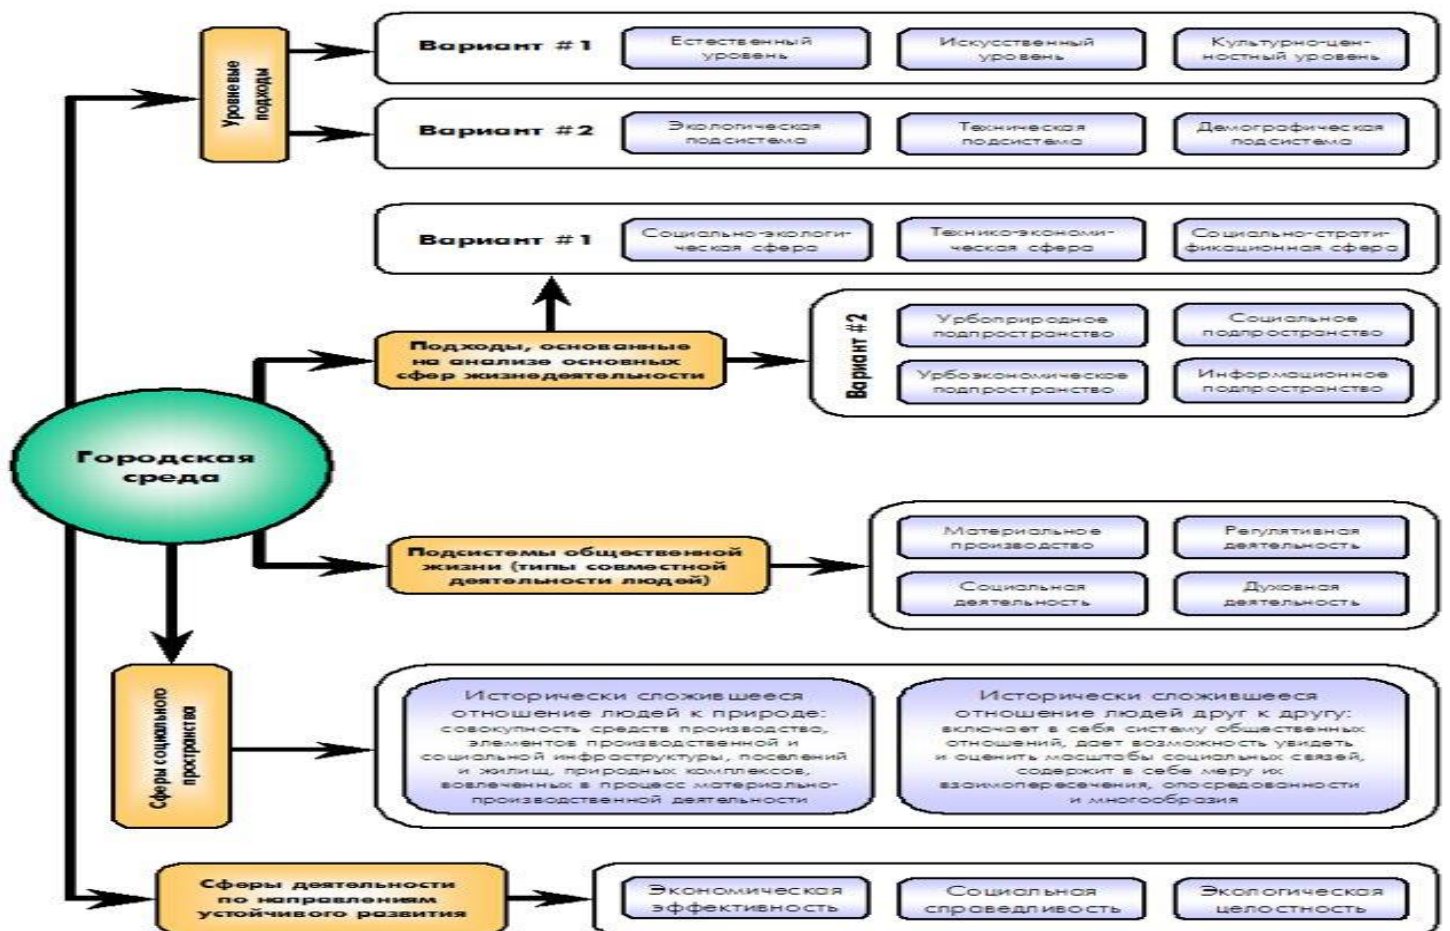 Городская
среда
Уровневые
подходы
Вариант #1
Естественный
уровень
Искусственный
уровень
Культурно-цен-
ностный уровень
Вариант #2
Экологическая
подсистема
Техническая
подсистема
Демографическая
подсистема
Подходы, основанные
на анализе основных
сфер жизнедеятельности
Вариант #1
Социально-экологи-
ческая сфера
Технико-экономи-
ческая сфера
Социально-страти-
фикационная сфера
Вариант #2
Урбоприродное
подпространство
Социальное
подпространство
Урбоэкономическое
подпространство
Информационное
подпространство
Подсистемы общественной
жизни (типы совместной
деятельности людей)
Материальное
производство
Регулятивная
деятельность
Социальная
деятельность
Духовная
деятельность
Сферы социального
пространства
Исторически сложившееся
отношение людей к природе:
совокупность средств производства,
элементов производственной и
социальной инфраструктуры, поселений
и жилищ, природных комплексов,
вовлеченных в процесс материально-
производственной деятельности
Исторически сложившееся
отношение людей друг к другу:
включает в себя систему общественных
отношений, дает возможность увидеть
и оценить масштабы социальных связей,
содержит в себе меру их
взаимопересечения, опосредованности
и многообразия
Сферы деятельности
по направлениям
устойчивого развития
Экономическая
эффективность
Социальная
справедливость
Экологическая
целостность